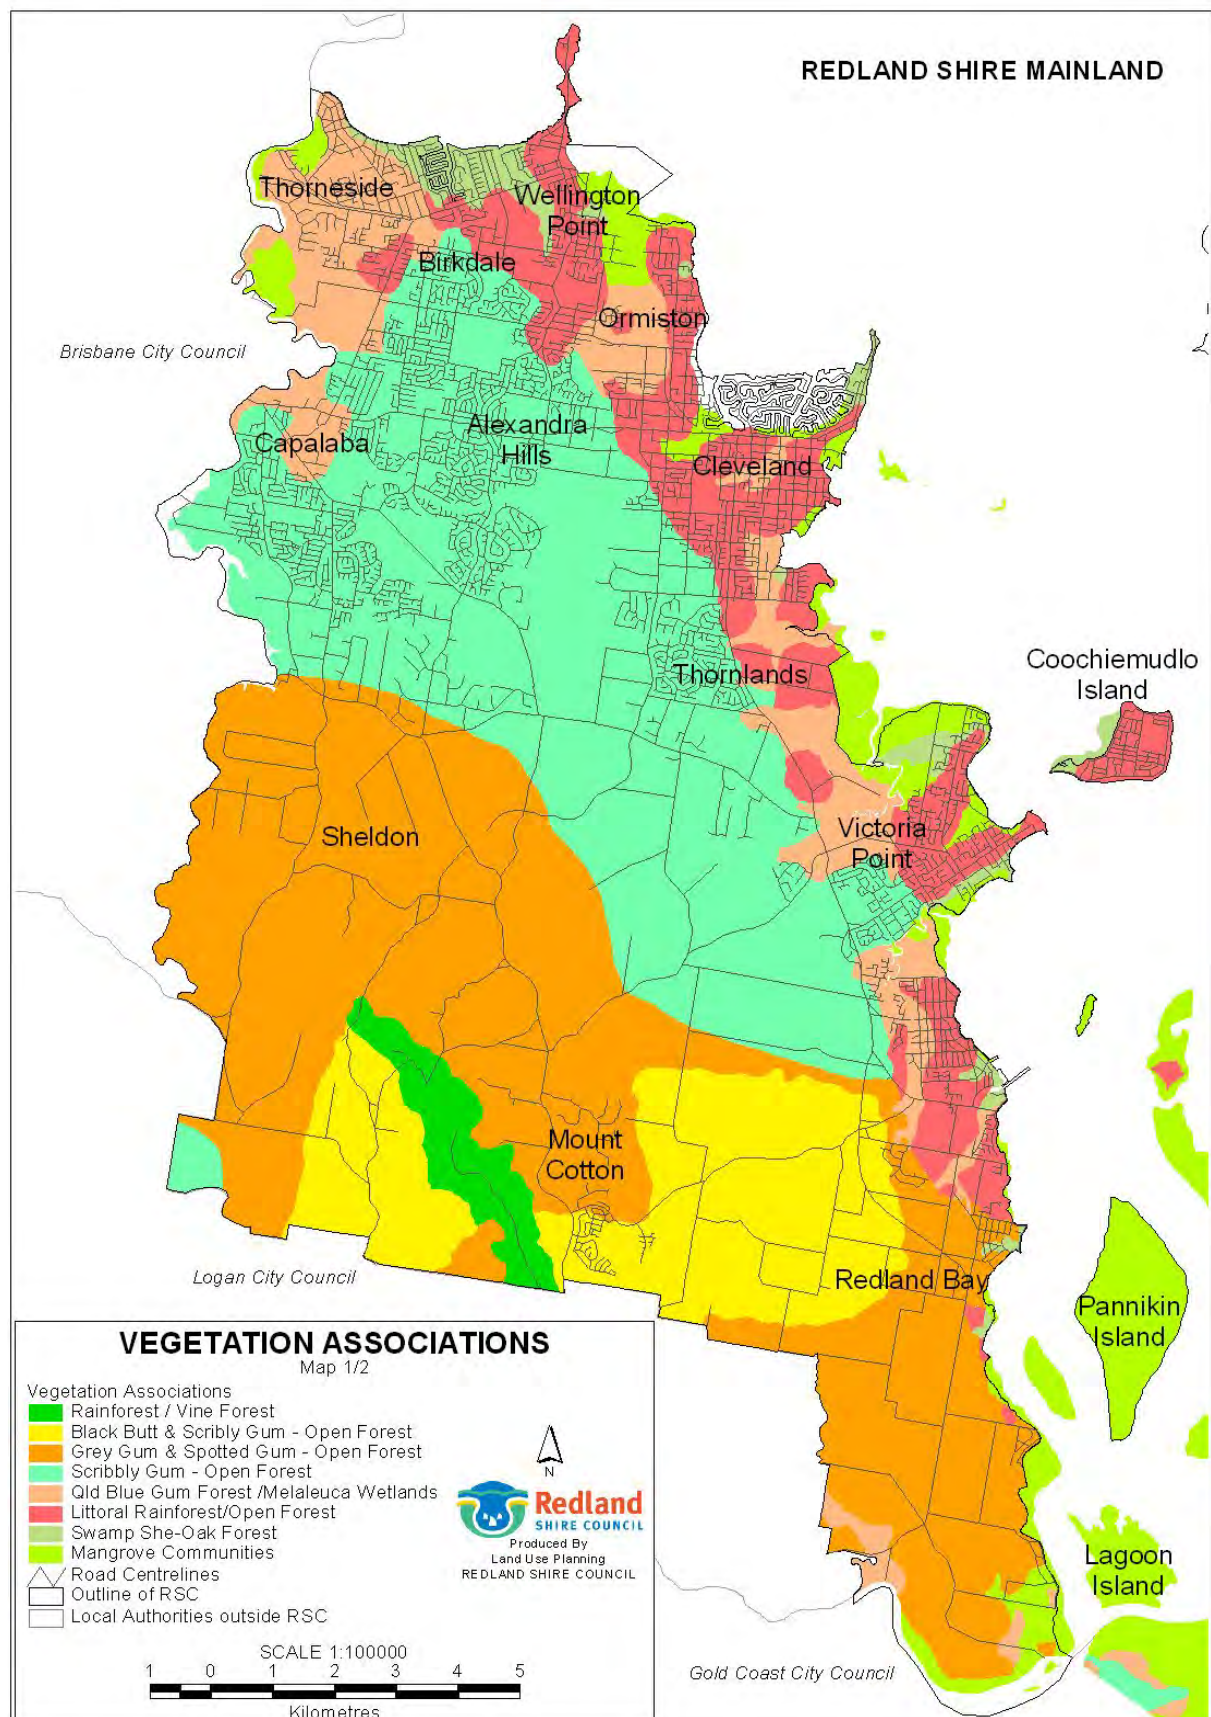 REDLAND SHIRE MAINLAND
Thorneside
Wellington
Point
Birkdale
Ormiston
Brisbane City Council
Alexandra
Hills
Capalaba
Cleveland
Coochiemudlo
Island
Thornlands
Sheldon
Victoria
Point
Mount
Cotton
Logan City Council
Redland Bay
Pannikin
Island
Lagoon
Island
Gold Coast City Council
VEGETATION ASSOCIATIONS
Map 1/2
Vegetation Associations
Rainforest / Vine Forest
Black Butt & Scribly Gum - Open Forest
Grey Gum & Spotted Gum - Open Forest
Scribbly Gum - Open Forest
Qld Blue Gum Forest /Melaleuca Wetlands
Littoral Rainforest/Open Forest
Swamp She-Oak Forest
Mangrove Communities
Road Centrelines
Outline of RSC
Local Authorities outside RSC
N
Redland
SHIRE COUNCIL
Produced By
Land Use Planning
REDLAND SHIRE COUNCIL
SCALE 1:100000
1 0 1 2 3 4 5
Kilometres